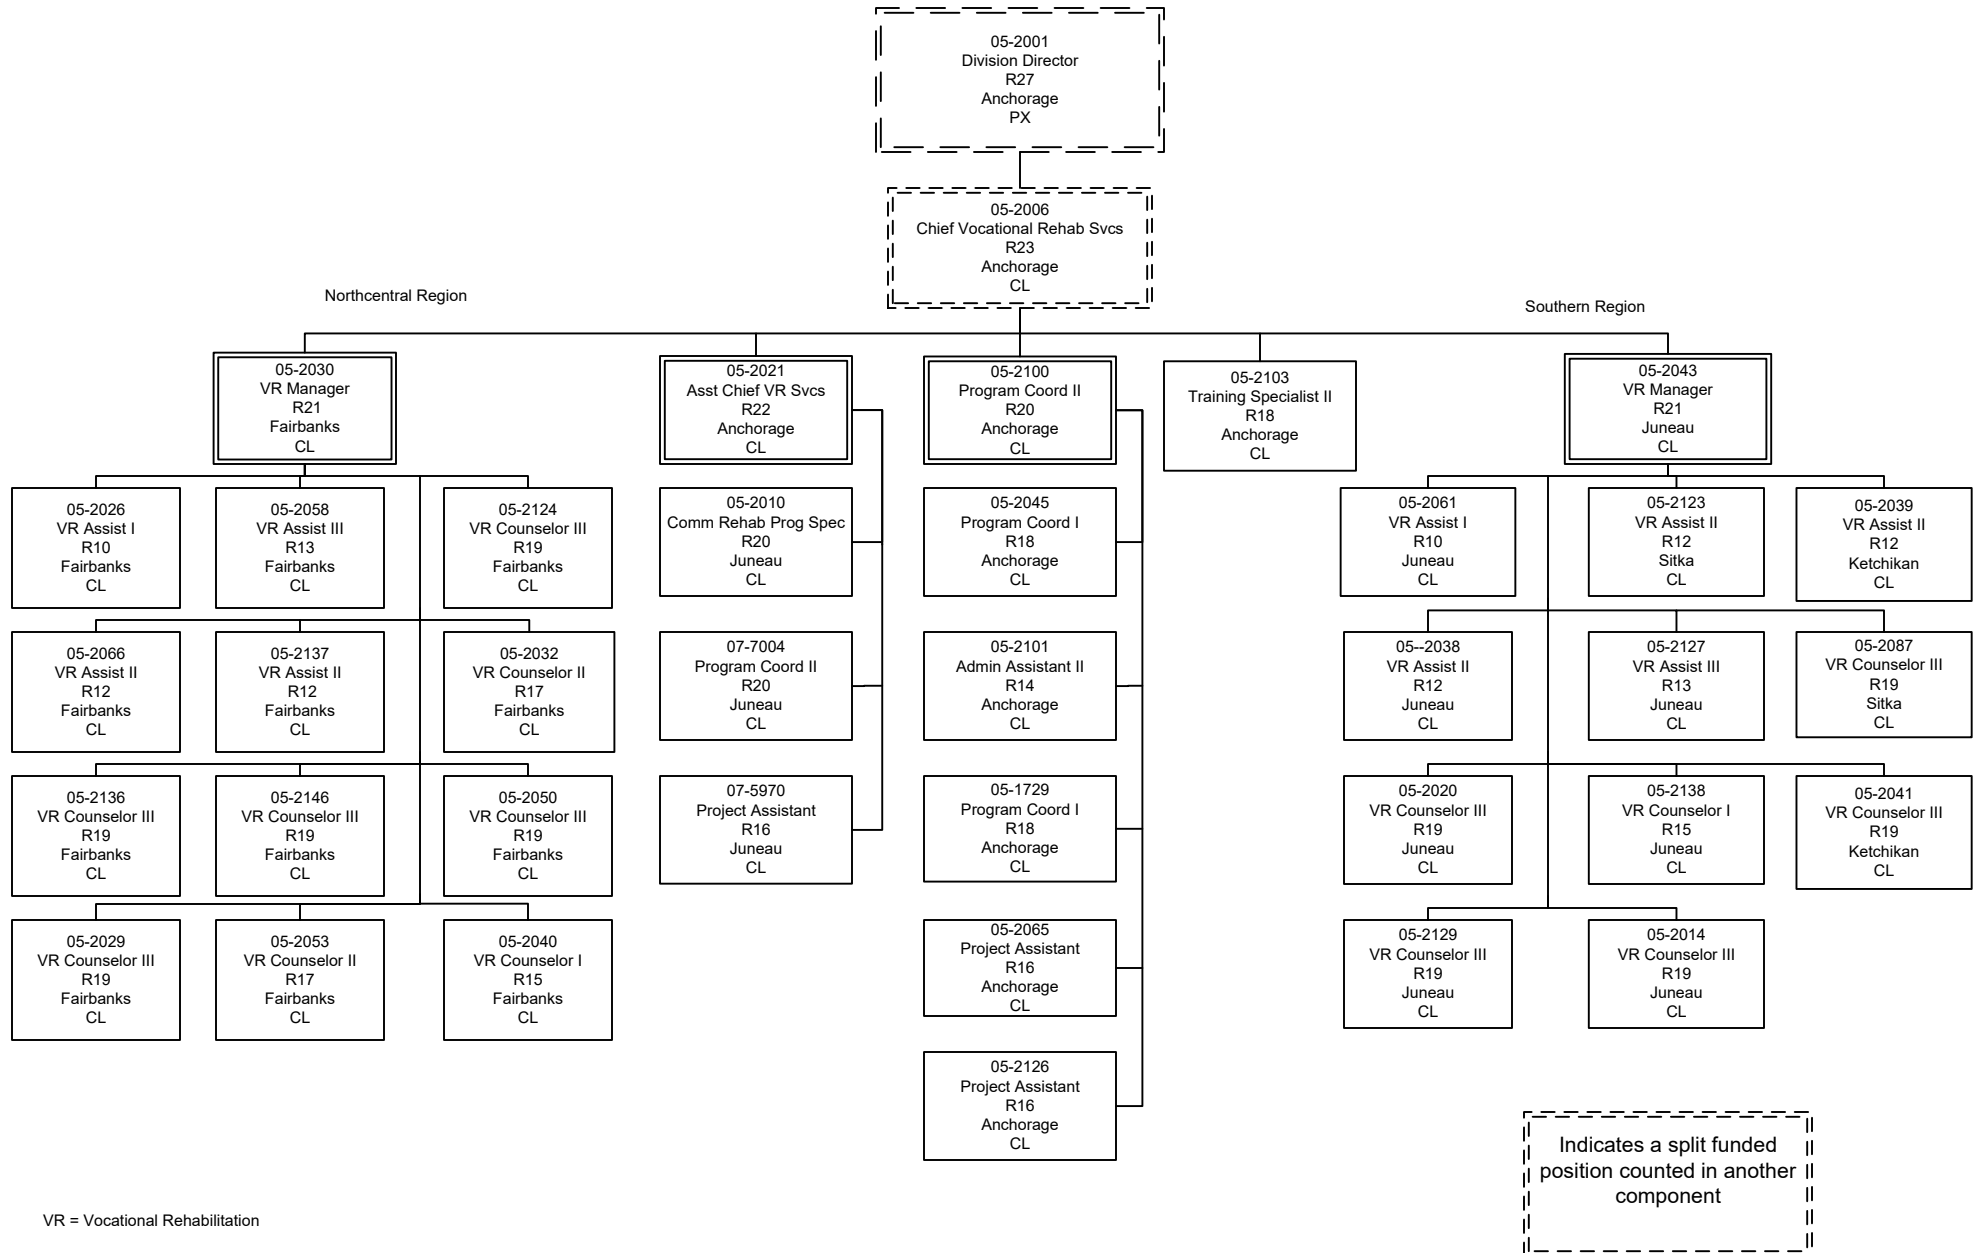 05-2001
Division Director
R27
Anchorage
PX
05-2006
Chief Vocational Rehab Svcs
R23
Anchorage
CL
Northcentral Region
Southern Region
05-2030
VR Manager
R21
Fairbanks
CL
05-2021
Asst Chief VR Svcs
R22
Anchorage
CL
05-2100
Program Coord II
R20
Anchorage
CL
05-2103
Training Specialist II
R18
Anchorage
CL
05-2043
VR Manager
R21
Juneau
CL
05-2026
VR Assist I
R10
Fairbanks
CL
05-2058
VR Assist III
R13
Fairbanks
CL
05-2124
VR Counselor III
R19
Fairbanks
CL
05-2010
Comm Rehab Prog Spec
R20
Juneau
CL
05-2045
Program Coord I
R18
Anchorage
CL
05-2061
VR Assist I
R10
Juneau
CL
05-2123
VR Assist II
R12
Sitka
CL
05-2039
VR Assist II
R12
Ketchikan
CL
05-2066
VR Assist II
R12
Fairbanks
CL
05-2137
VR Assist II
R12
Fairbanks
CL
05-2032
VR Counselor II
R17
Fairbanks
CL
07-7004
Program Coord II
R20
Juneau
CL
05-2101
Admin Assistant II
R14
Anchorage
CL
05--2038
VR Assist II
R12
Juneau
CL
05-2127
VR Assist III
R13
Juneau
CL
05-2087
VR Counselor III
R19
Sitka
CL
05-2136
VR Counselor III
R19
Fairbanks
CL
05-2146
VR Counselor III
R19
Fairbanks
CL
05-2050
VR Counselor III
R19
Fairbanks
CL
07-5970
Project Assistant
R16
Juneau
CL
05-1729
Program Coord I
R18
Anchorage
CL
05-2020
VR Counselor III
R19
Juneau
CL
05-2138
VR Counselor I
R15
Juneau
CL
05-2041
VR Counselor III
R19
Ketchikan
CL
05-2029
VR Counselor III
R19
Fairbanks
CL
05-2053
VR Counselor II
R17
Fairbanks
CL
05-2040
VR Counselor I
R15
Fairbanks
CL
05-2065
Project Assistant
R16
Anchorage
CL
05-2129
VR Counselor III
R19
Juneau
CL
05-2014
VR Counselor III
R19
Juneau
CL
05-2126
Project Assistant
R16
Anchorage
CL
Indicates a split funded
position counted in another
component
VR = Vocational Rehabilitation